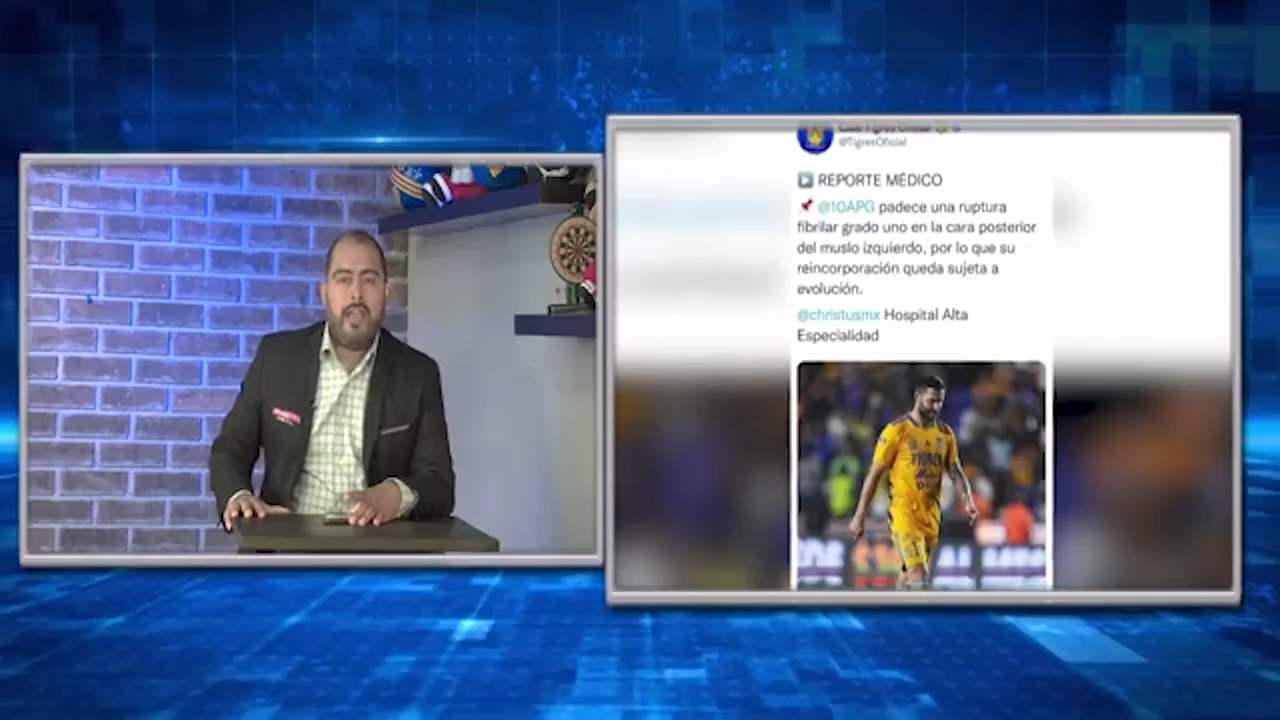 @TigresOficial
REPORTE MÉDICO
@10APG padece una ruptura
fibrilar grado uno en la cara posterior
del muslo izquierdo, por lo que su
reincorporación queda sujeta a
evolución.
@christusmx Hospital Alta
Especialidad
TIGRES